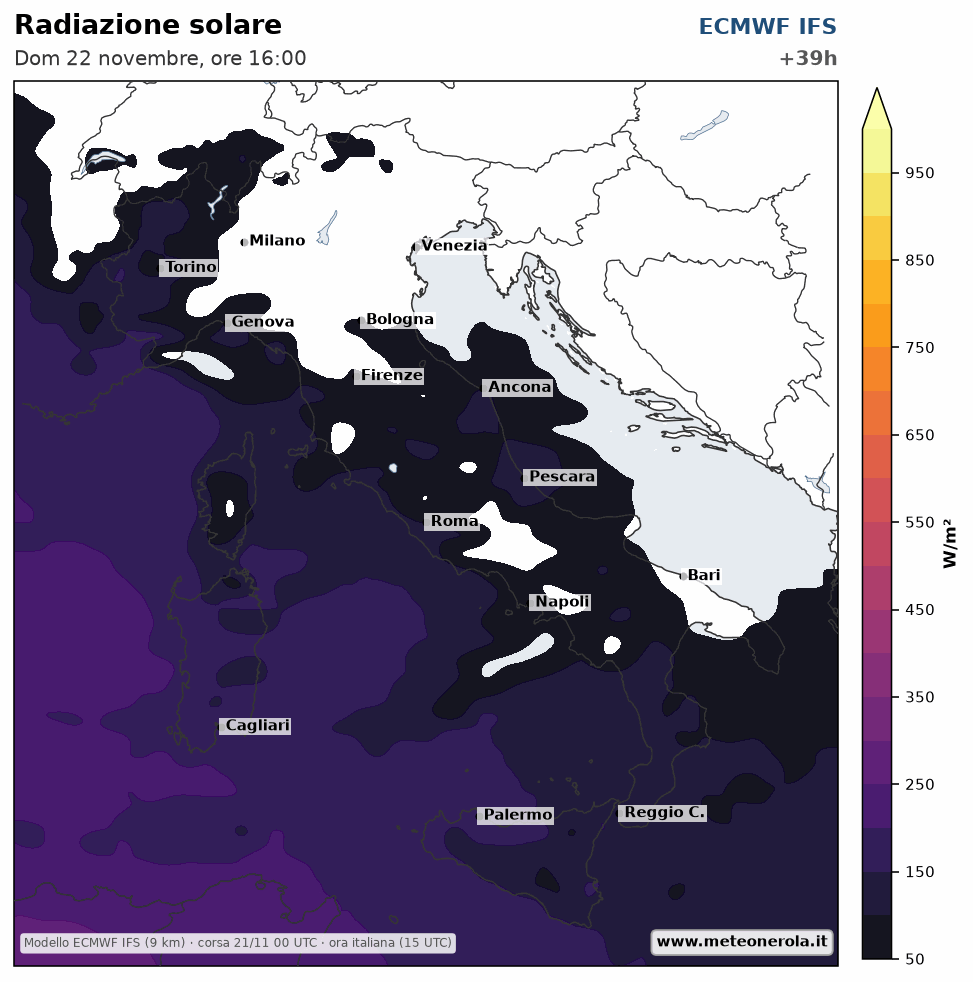 Radiazione solare
ECMWF IFS
Dom 22 novembre, ore 16:00
+39h
Milano
Venezia
Torino
Genova
Bologna
Firenze
Ancona
Pescara
Roma
Bari
Napoli
Cagliari
Palermo
Reggio C.
950
850
750
650
550
450
350
250
150
50
W/m²
Modello ECMWF IFS (9 km) · corsa 21/11 00 UTC · ora italiana (15 UTC)
www.meteonerola.it